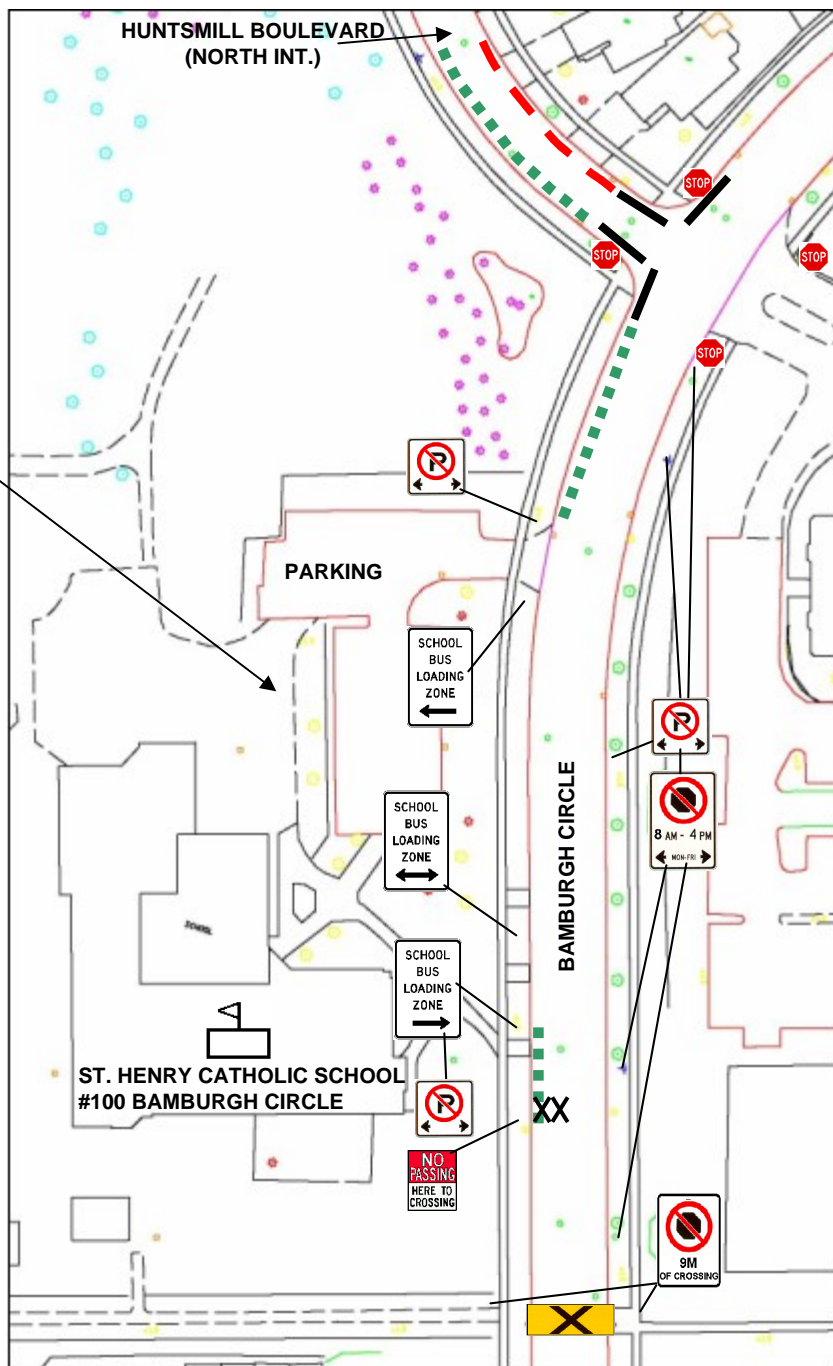 HUNTSMILL BOULEVARD
(NORTH INT.)
STOP
STOP
STOP
STOP
P
PARKING
SCHOOL
BUS
LOADING
ZONE
P
8 AM - 4 PM
MON-FRI
BAMBURGH CIRCLE
SCHOOL
BUS
LOADING
ZONE
SCHOOL
SCHOOL
BUS
LOADING
ZONE
ST. HENRY CATHOLIC SCHOOL
#100 BAMBURGH CIRCLE
P
XX
NO
PASSING
HERE TO
CROSSING
9M
OF CROSSING
X